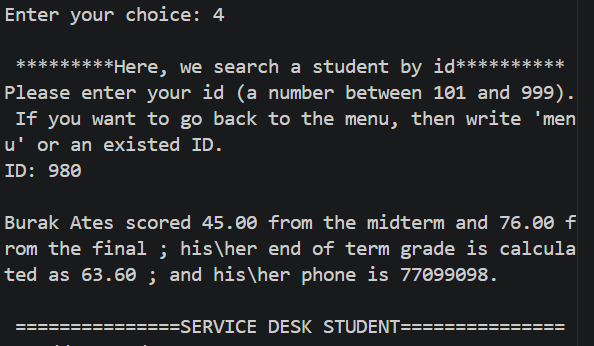 Enter your choice: 4
*********Here, we search a student by id**********
Please enter your id (a number between 101 and 999).
If you want to go back to the menu, then write 'men
u' or an existed ID.
ID: 980
Burak Ates scored 45.00 from the midterm and 76.00 f
rom the final ; his\her end of term grade is calcula
ted as 63.60 ; and his\her phone is 77099098.
===============SERVICE DESK STUDENT===============